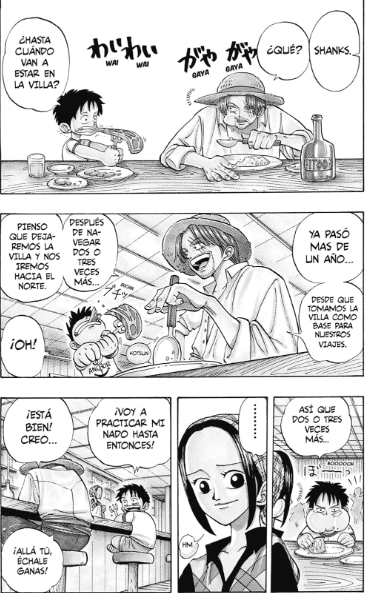 SHANKS.
¿QUÉ?
がや がや
GAYA GAYA
わい わい
WAI WAI
¿HASTA
CUÁNDO
VAN A
ESTAR EN
LA VILLA?
YA PASÓ
MAS DE
UN AÑO...
DESDE QUE
TOMAMOS LA
VILLA COMO
BASE PARA
NUESTROS
VIAJES.
DESPUÉS
DE NA-
VEGAR
DOS O
TRES
VECES
MÁS...
PIENSO
QUE DEJA-
REMOS LA
VILLA Y NOS
IREMOS
HACIA EL
NORTE.
KOTSUN
¡OH!
ASÍ QUE
DOS O TRES
VECES
MÁS...
.........
HM
¡VOY A
PRACTICAR MI
NADO HASTA
ENTONCES!
¡ESTÁ
BIEN!
CREO...
¡ALLÁ TÚ,
ÉCHALE
GANAS!